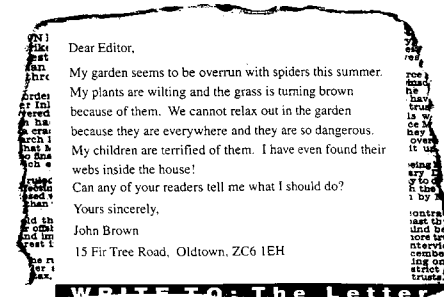 Dear Editor,
My garden seems to be overrun with spiders this summer.
My plants are wilting and the grass is turning brown
because of them. We cannot relax out in the garden
because they are everywhere and they are so dangerous.
My children are terrified of them. I have even found their
webs inside the house!
Can any of your readers tell me what I should do?
Yours sincerely,
John Brown
15 Fir Tree Road, Oldtown, ZC6 1EH
WRITE TO: The Letter